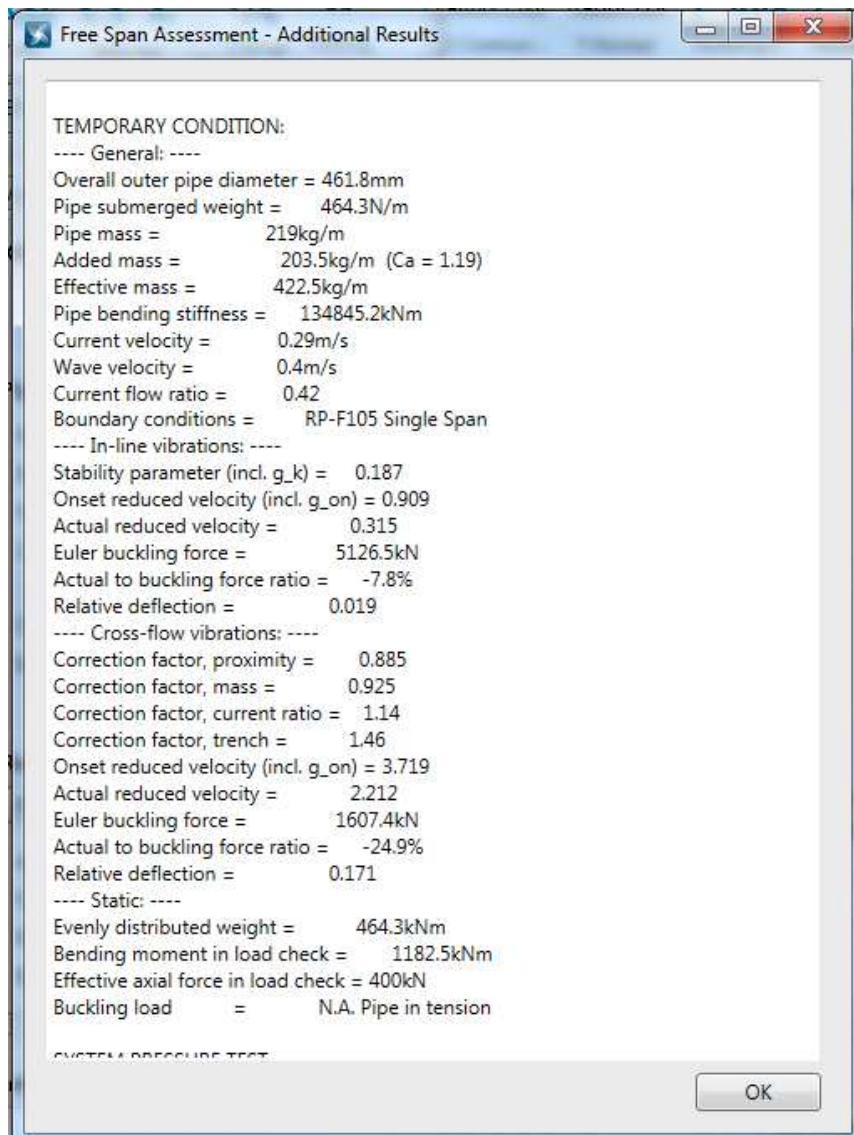 Free Span Assessment - Additional Results
TEMPORARY CONDITION:
---- General: ----
Overall outer pipe diameter = 461.8mm
Pipe submerged weight = 464.3N/m
Pipe mass = 219kg/m
Added mass = 203.5kg/m (Ca = 1.19)
Effective mass = 422.5kg/m
Pipe bending stiffness = 134845.2kNm
Current velocity = 0.29m/s
Wave velocity = 0.4m/s
Current flow ratio = 0.42
Boundary conditions = RP-F105 Single Span
---- In-line vibrations: ----
Stability parameter (incl. g_k) = 0.187
Onset reduced velocity (incl. g_on) = 0.909
Actual reduced velocity = 0.315
Euler buckling force = 5126.5kN
Actual to buckling force ratio = -7.8%
Relative deflection = 0.019
---- Cross-flow vibrations: ----
Correction factor, proximity = 0.885
Correction factor, mass = 0.925
Correction factor, current ratio = 1.14
Correction factor, trench = 1.46
Onset reduced velocity (incl. g_on) = 3.719
Actual reduced velocity = 2.212
Euler buckling force = 1607.4kN
Actual to buckling force ratio = -24.9%
Relative deflection = 0.171
---- Static: ----
Evenly distributed weight = 464.3kNm
Bending moment in load check = 1182.5kNm
Effective axial force in load check = 400kN
Buckling load = N.A. Pipe in tension
SYSTEM PRESSURE TEST
OK